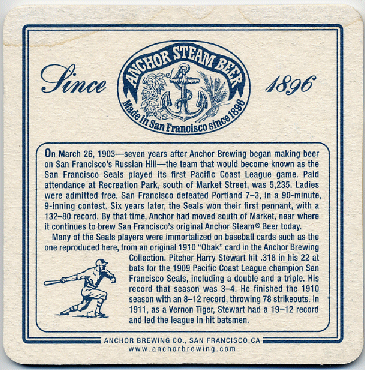 Since
ANCHOR STEAM BEER
Made in San Francisco since 1896
1896
On March 26, 1903—seven years after Anchor Brewing began making beer
on San Francisco's Russian Hill—the team that would become known as the
San Francisco Seals played its first Pacific Coast League game. Paid
attendance at Recreation Park, south of Market Street, was 5,235. Ladies
were admitted free. San Francisco defeated Portland 7–3, in a 90-minute,
9-inning contest. Six years later, the Seals won their first pennant, with a
132–80 record. By that time, Anchor had moved south of Market, near where
it continues to brew San Francisco's original Anchor Steam® Beer today.
Many of the Seals players were immortalized on baseball cards such as the
one reproduced here, from an original 1910 "Obak" card in the Anchor Brewing
Collection. Pitcher Harry Stewart hit .318 in his 22 at
bats for the 1909 Pacific Coast League champion San
Francisco Seals, including a double and a triple. His
record that season was 3–4. He finished the 1910
season with an 8–12 record, throwing 78 strikeouts. In
1911, as a Vernon Tiger, Stewart had a 19–12 record
and led the league in hit batsmen.
ANCHOR BREWING CO., SAN FRANCISCO, CA
www.anchorbrewing.com